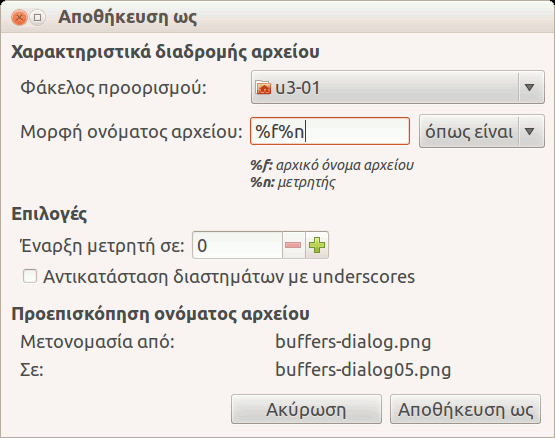 Αποθήκευση ως
Χαρακτηριστικά διαδρομής αρχείου
Φάκελος προορισμού: u3-01
Μορφή ονόματος αρχείου: %f%n όπως είναι
%f: αρχικό όνομα αρχείου
%n: μετρητής
Επιλογές
Έναρξη μετρητή σε: 0
Αντικατάσταση διαστημάτων με underscores
Προεπισκόπηση ονόματος αρχείου
Μετονομασία από: buffers-dialog.png
Σε: buffers-dialog05.png
Ακύρωση Αποθήκευση ως